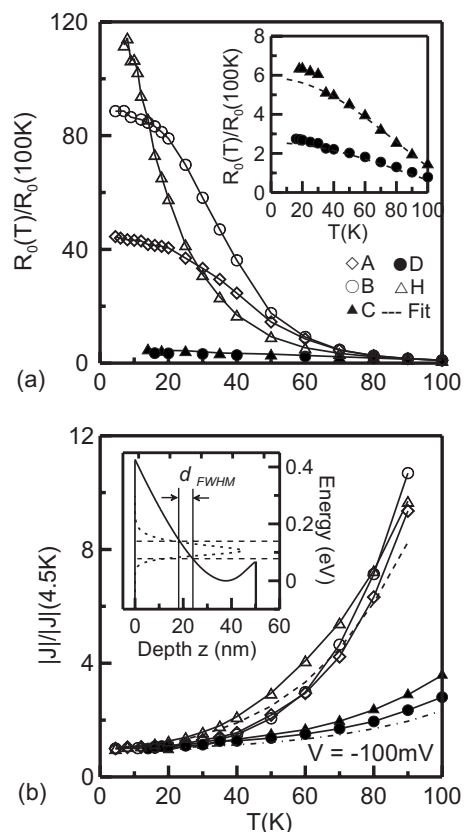 120
80
40
0
R₀(T)/R₀(100K)
0 20 40 60 80 100
T(K)
(a)
8
6
4
2
0
R₀(T)/R₀(100K)
0 20 40 60 80 100
T(K)
A
B
C
D
H
Fit
12
8
4
0
|J|/|J|(4.5K)
0 20 40 60 80 100
T(K)
(b)
V = -100mV
d FWHM
0.4
0.2
0
Energy (eV)
0 20 40 60
Depth z (nm)